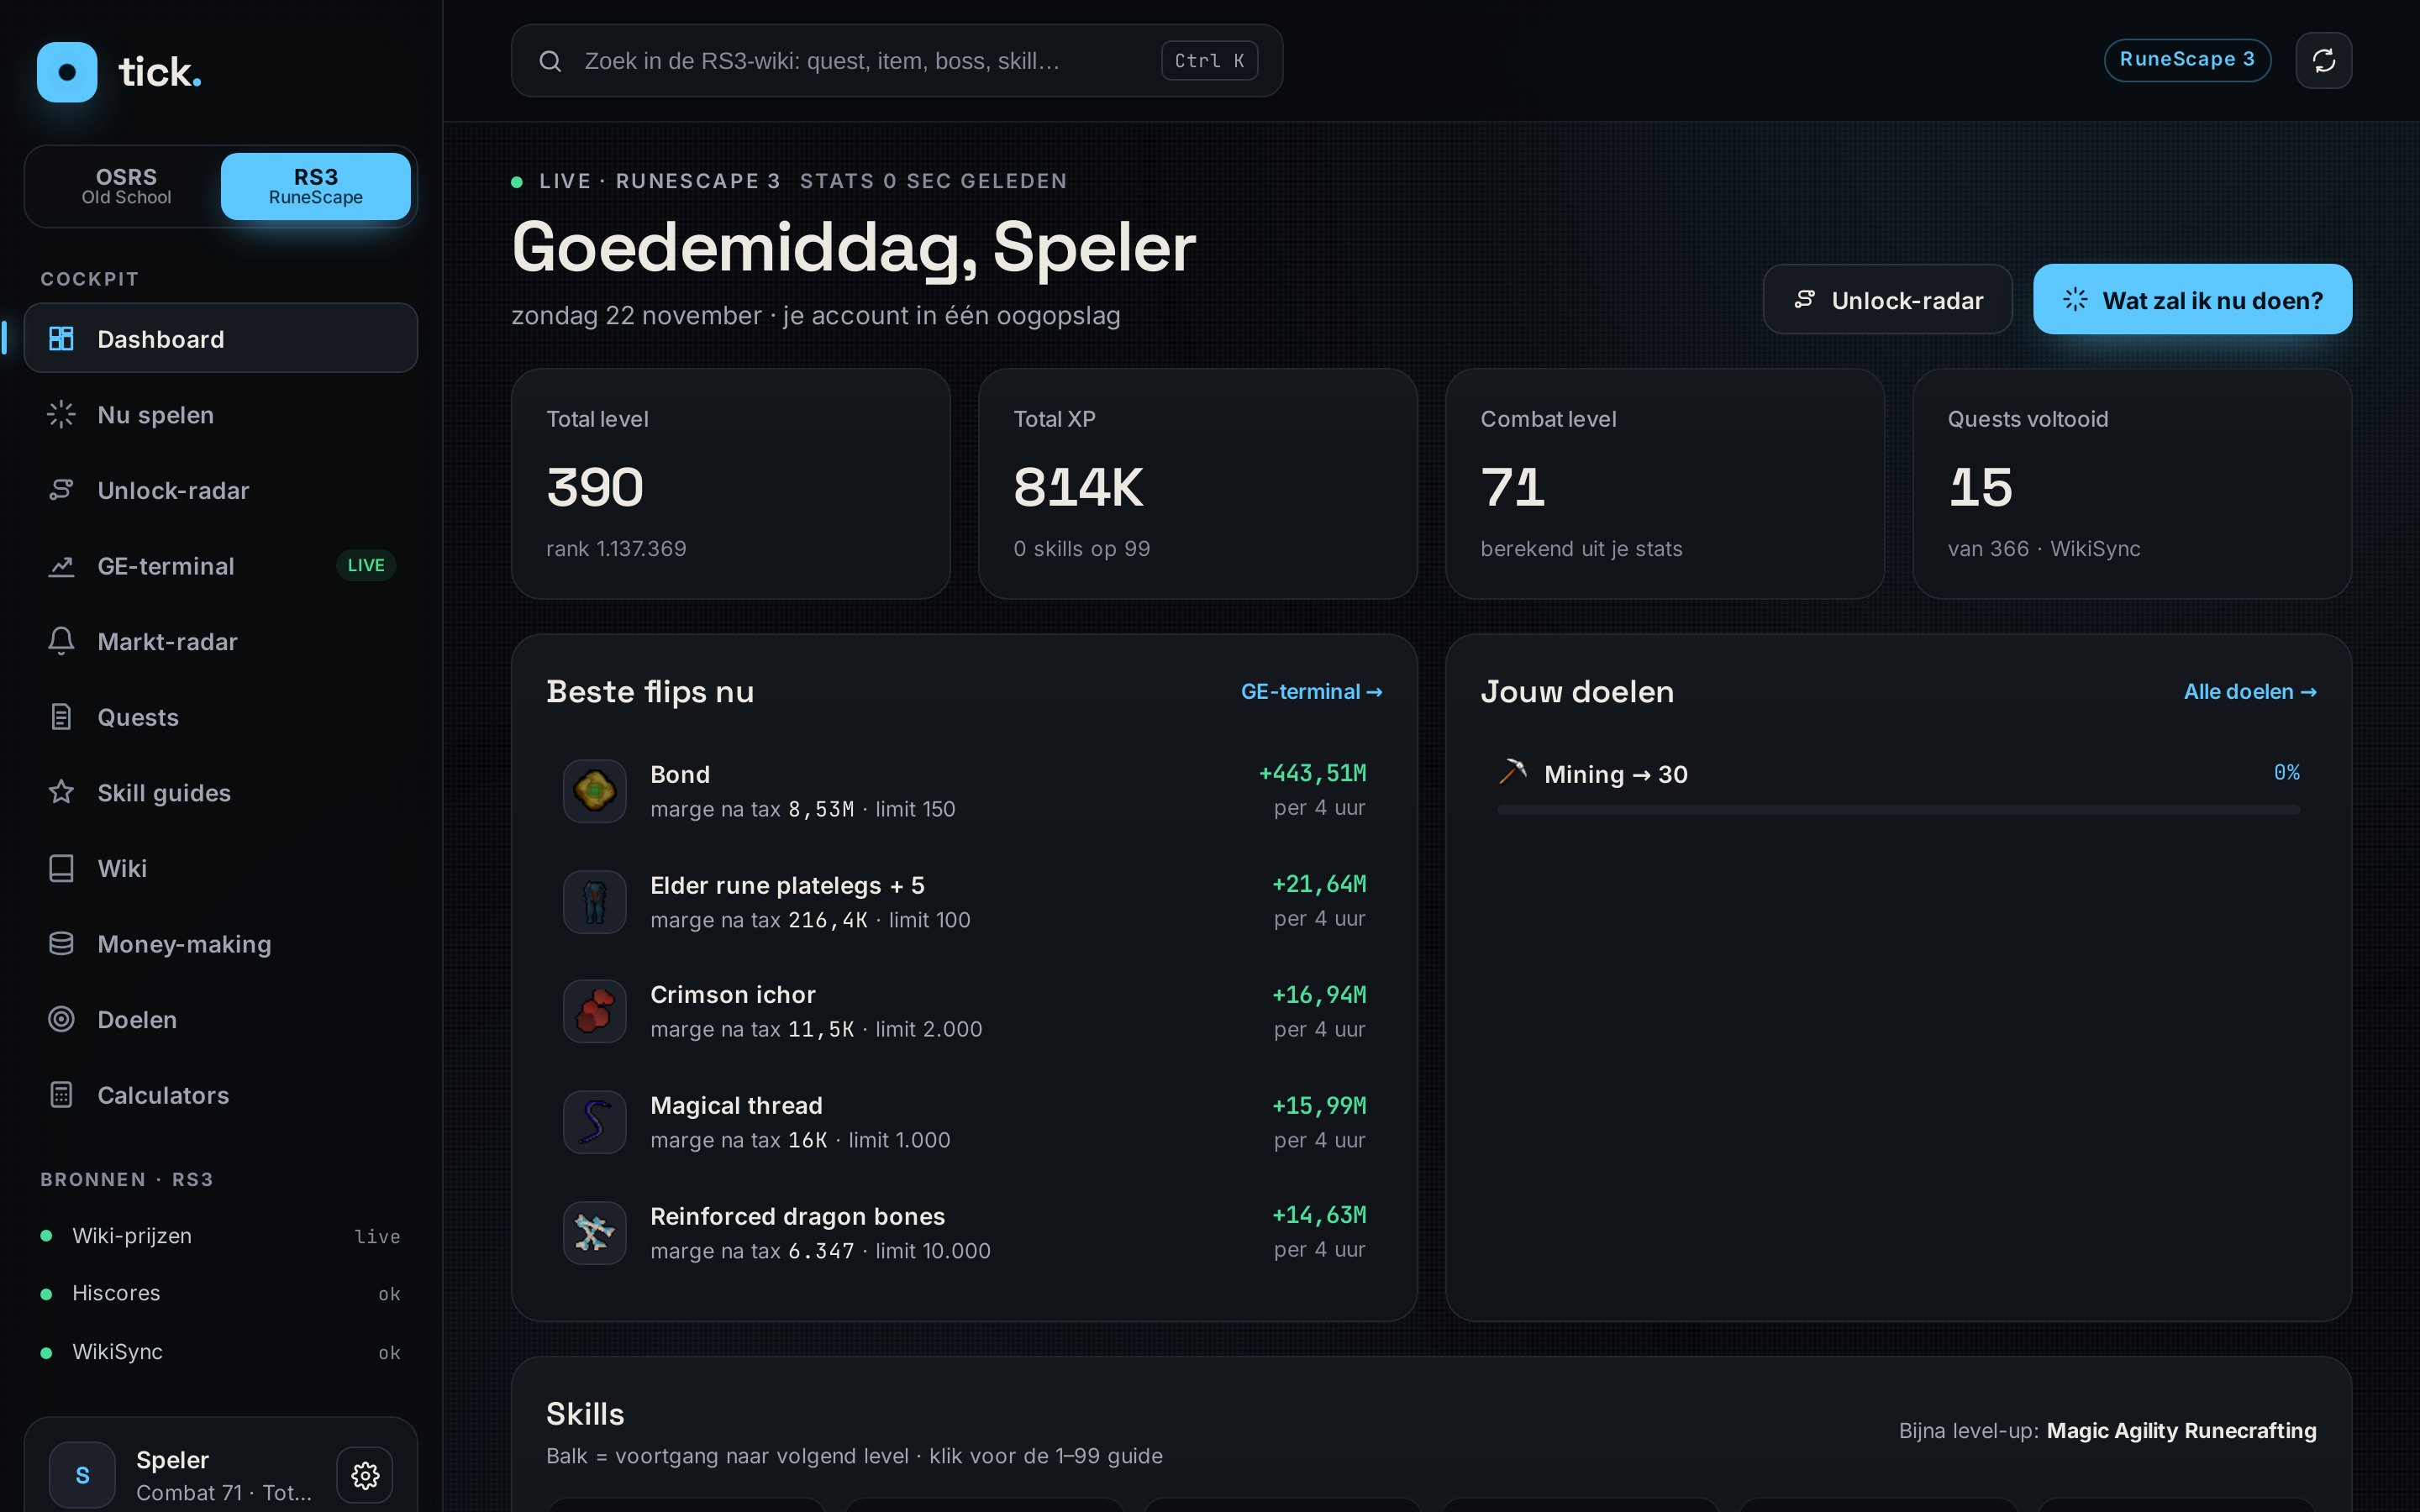 tick.
OSRS
Old School
RS3
RuneScape
COCKPIT
Dashboard
Nu spelen
Unlock-radar
GE-terminal LIVE
Markt-radar
Quests
Skill guides
Wiki
Money-making
Doelen
Calculators
BRONNEN · RS3
Wiki-prijzen live
Hiscores ok
WikiSync ok
S
Speler
Combat 71 · Tot…
Zoek in de RS3-wiki: quest, item, boss, skill… Ctrl K
RuneScape 3
LIVE · RUNESCAPE 3 STATS 0 SEC GELEDEN
Goedemiddag, Speler
zondag 22 november · je account in één oogopslag
Unlock-radar
Wat zal ik nu doen?
Total level
390
rank 1.137.369
Total XP
814K
0 skills op 99
Combat level
71
berekend uit je stats
Quests voltooid
15
van 366 · WikiSync
Beste flips nu GE-terminal →
Bond +443,51M
marge na tax 8,53M · limit 150 per 4 uur
Elder rune platelegs + 5 +21,64M
marge na tax 216,4K · limit 100 per 4 uur
Crimson ichor +16,94M
marge na tax 11,5K · limit 2.000 per 4 uur
Magical thread +15,99M
marge na tax 16K · limit 1.000 per 4 uur
Reinforced dragon bones +14,63M
marge na tax 6.347 · limit 10.000 per 4 uur
Jouw doelen Alle doelen →
Mining → 30 0%
Skills
Balk = voortgang naar volgend level · klik voor de 1–99 guide
Bijna level-up: Magic Agility Runecrafting